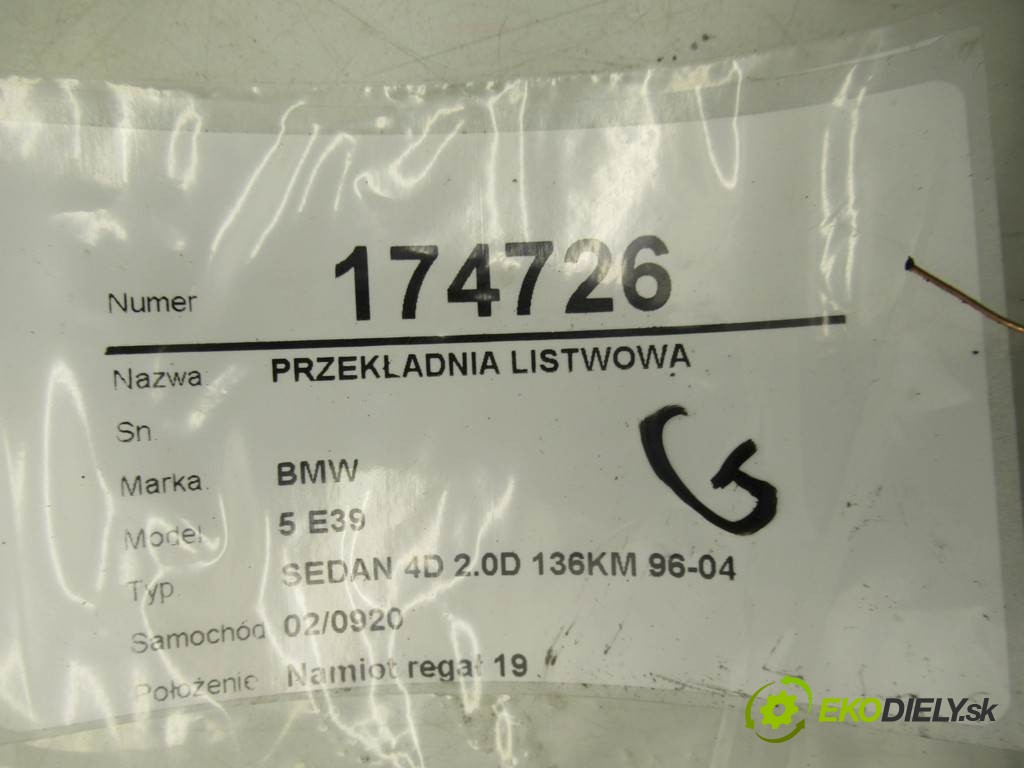 Numer 174726
Nazwa: PRZEKŁADNIA LISTWOWA
Sn.
Marka: BMW
Model 5 E39
Typ. SEDAN 4D 2.0D 136KM 96-04
Samochód 02/0920
Położenie Namiot regał 19
G
EKODIELY.sk